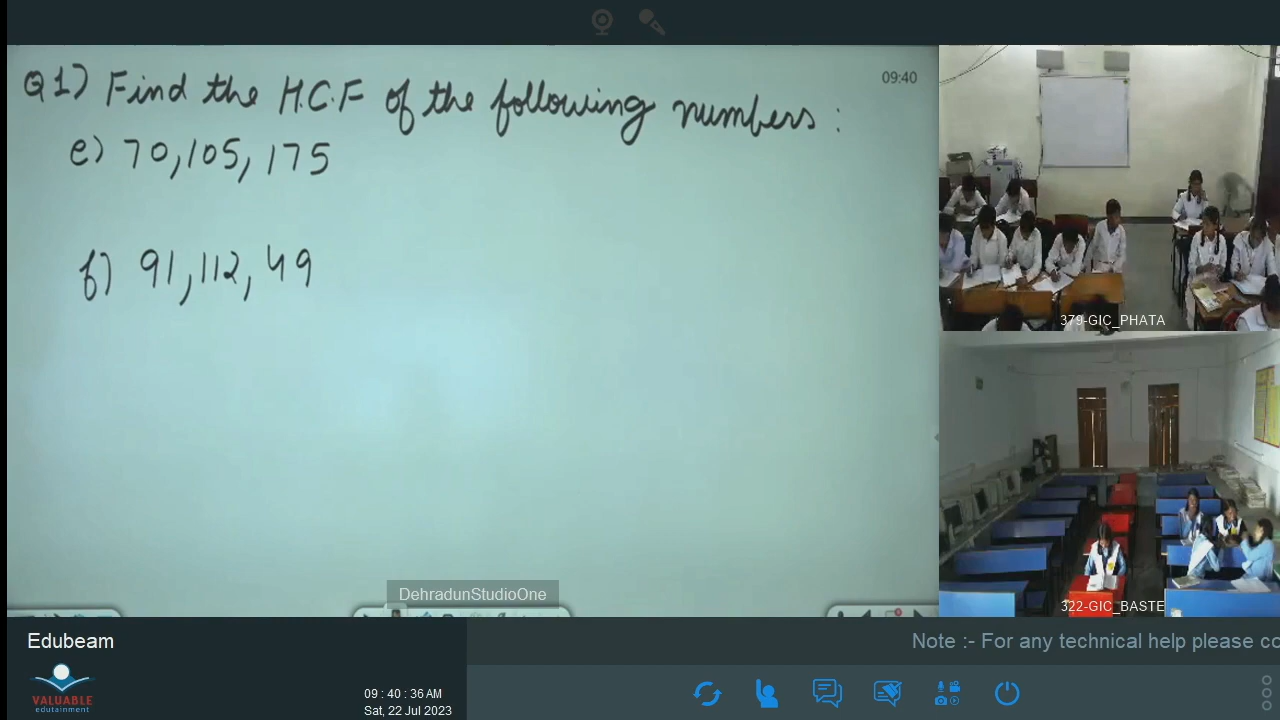 09:40
Q1) Find the H.C.F of the following numbers :
e) 70, 105, 175
f) 91, 112, 49
379-GIC_PHATA
322-GIC_BASTE
DehradunStudioOne
Edubeam
Note :- For any technical help please co
VALUABLE
edutainment
09 : 40 : 36 AM
Sat, 22 Jul 2023